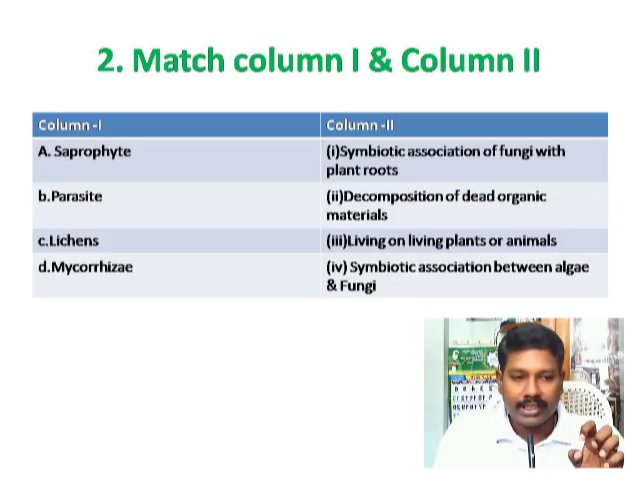 2. Match column I & Column II
Column -I Column -II
A. Saprophyte (i)Symbiotic association of fungi with
plant roots
b.Parasite (ii)Decomposition of dead organic
materials
c.Lichens (iii)Living on living plants or animals
d.Mycorrhizae (iv) Symbiotic association between algae
& Fungi